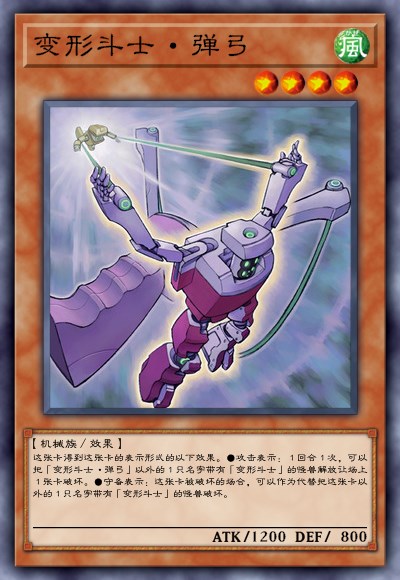 变形斗士・弹弓
風
【机械族／效果】
这张卡得到这张卡的表示形式的以下效果。●攻击表示：1回合1次，可以
把「变形斗士・弹弓」以外的1只名字带有「变形斗士」的怪兽解放让场上
1张卡破坏。●守备表示：这张卡被破坏的场合，可以作为代替把这张卡以
外的1只名字带有「变形斗士」的怪兽破坏。
ATK/1200 DEF/ 800